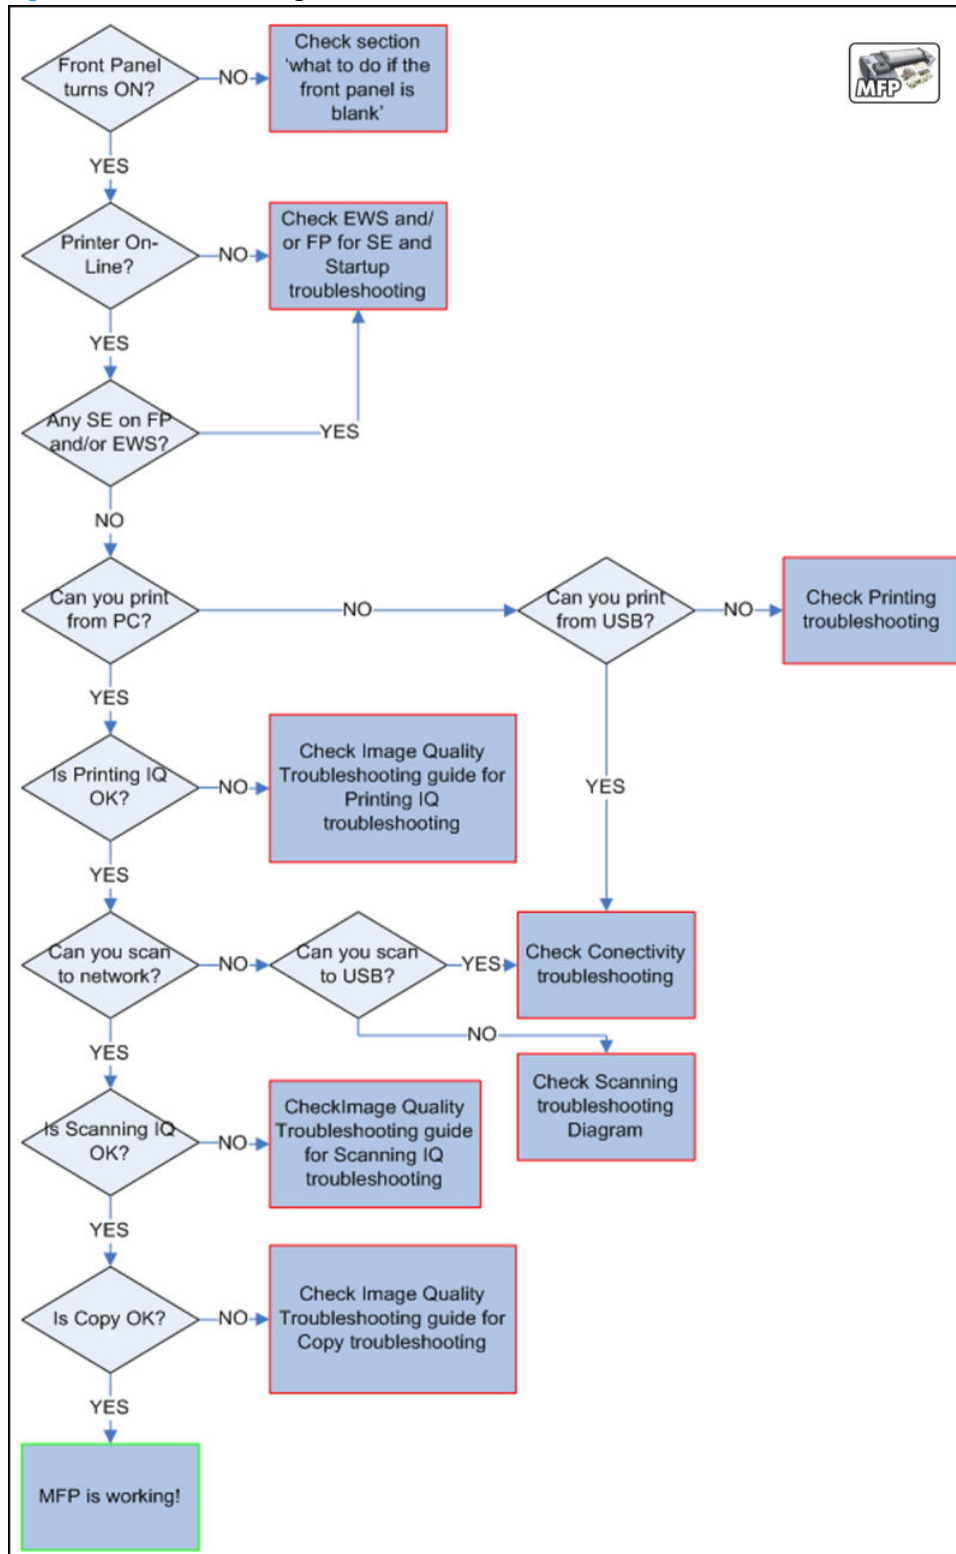 Front Panel
turns ON?
NO
Check section
'what to do if the
front panel is
blank'
MFP
YES
Printer On-
Line?
NO
Check EWS and/
or FP for SE and
Startup
troubleshooting
YES
Any SE on FP
and/or EWS?
YES
NO
Can you print
from PC?
NO
Can you print
from USB?
NO
Check Printing
troubleshooting
YES
Is Printing IQ
OK?
NO
Check Image Quality
Troubleshooting guide for
Printing IQ
troubleshooting
YES
YES
Can you scan
to network?
NO
Can you scan
to USB?
YES
Check Conectivity
troubleshooting
NO
Check Scanning
troubleshooting
Diagram
YES
Is Scanning IQ
OK?
NO
CheckImage Quality
Troubleshooting guide
for Scanning IQ
troubleshooting
YES
Is Copy OK?
NO
Check Image Quality
Troubleshooting guide for
Copy troubleshooting
YES
MFP is working!